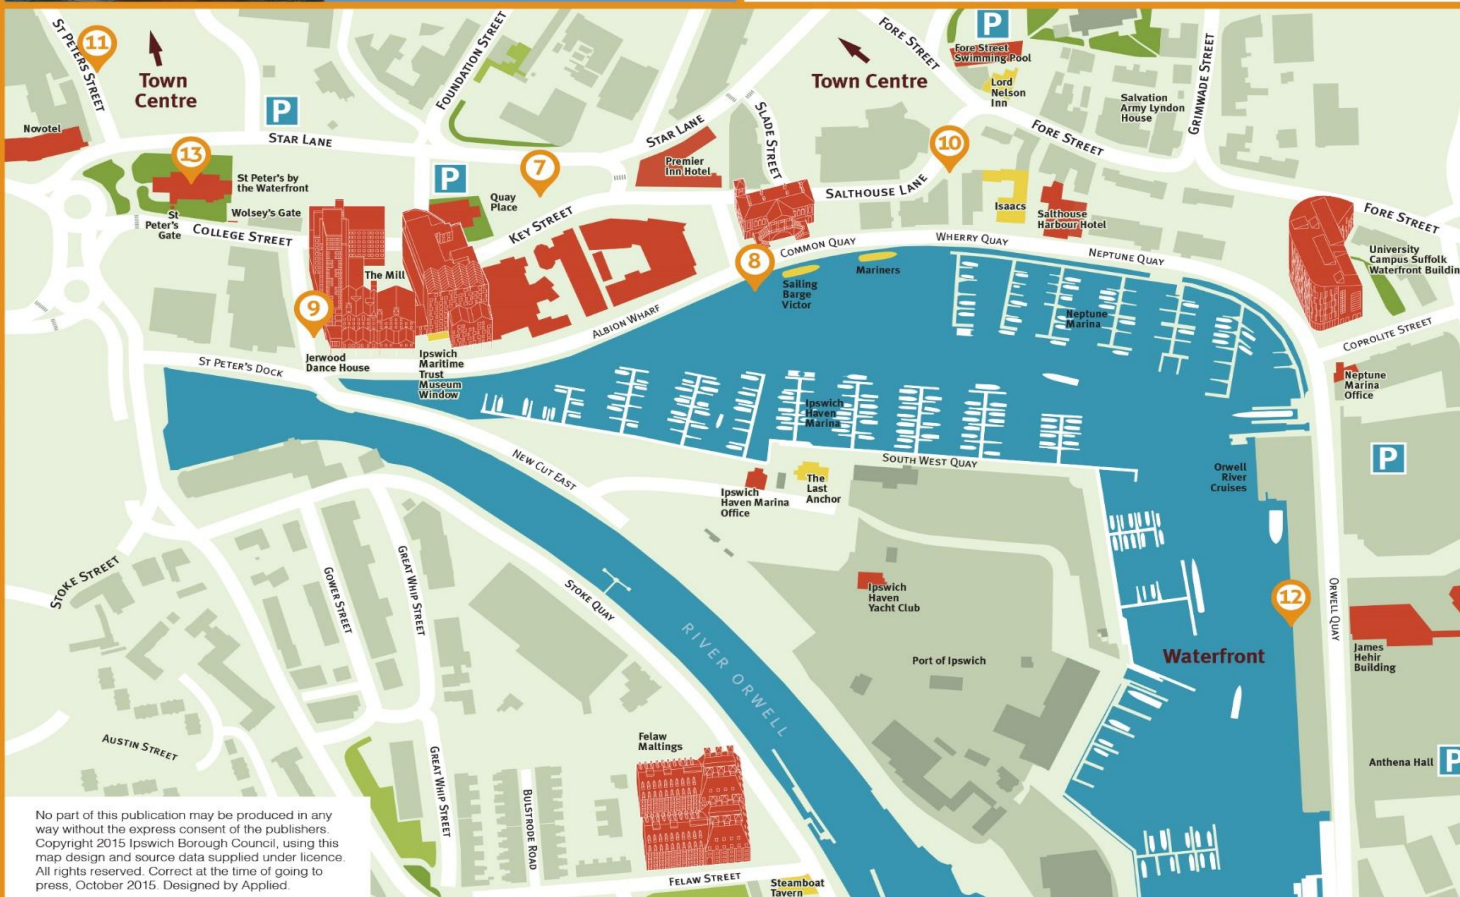 ST PETERS STREET
11
Town
Centre
P
FOUNDATION STREET
Town Centre
FORE STREET
P
Fore Street
Swimming Pool
Lord
Nelson
Inn
Salvation
Army Lyndon
House
GRIMWADE STREET
Novotel
STAR LANE
13
St Peter's by
the Waterfront
St
Peter's
Gate
Wolsey's Gate
COLLEGE STREET
P
Quay
Place
7
KEY STREET
STAR LANE
Premier
Inn Hotel
SLADE STREET
SALTHOUSE LANE
10
FORE STREET
Isaacs
Salthouse
Harbour Hotel
FORE STREET
University
Campus Suffolk
Waterfront Buildin
COPROLITE STREET
Neptune
Marina
Office
The Mill
9
Jerwood
Dance House
Ipswich
Maritime
Trust
Museum
Window
ALBION WHARF
8
COMMON QUAY
WHERRY QUAY
NEPTUNE QUAY
Sailing
Barge
Victor
Mariners
Neptune
Marina
ST PETER'S DOCK
Ipswich
Haven
Marina
NEW CUT EAST
SOUTH WEST QUAY
Ipswich
Haven Marina
Office
The
Last
Anchor
Orwell
River
Cruises
P
STOKE STREET
GOWER STREET
GREAT WHIP STREET
STOKE QUAY
RIVER ORWELL
Ipswich
Haven
Yacht Club
Port of Ipswich
Waterfront
12
ORWELL QUAY
James
Hehir
Building
AUSTIN STREET
GREAT WHIP STREET
BULSTRODE ROAD
Felaw
Maltings
Anthena Hall
P
FELAW STREET
Steamboat
Tavern
No part of this publication may be produced in any
way without the express consent of the publishers.
Copyright 2015 Ipswich Borough Council, using this
map design and source data supplied under licence.
All rights reserved. Correct at the time of going to
press, October 2015. Designed by Applied.